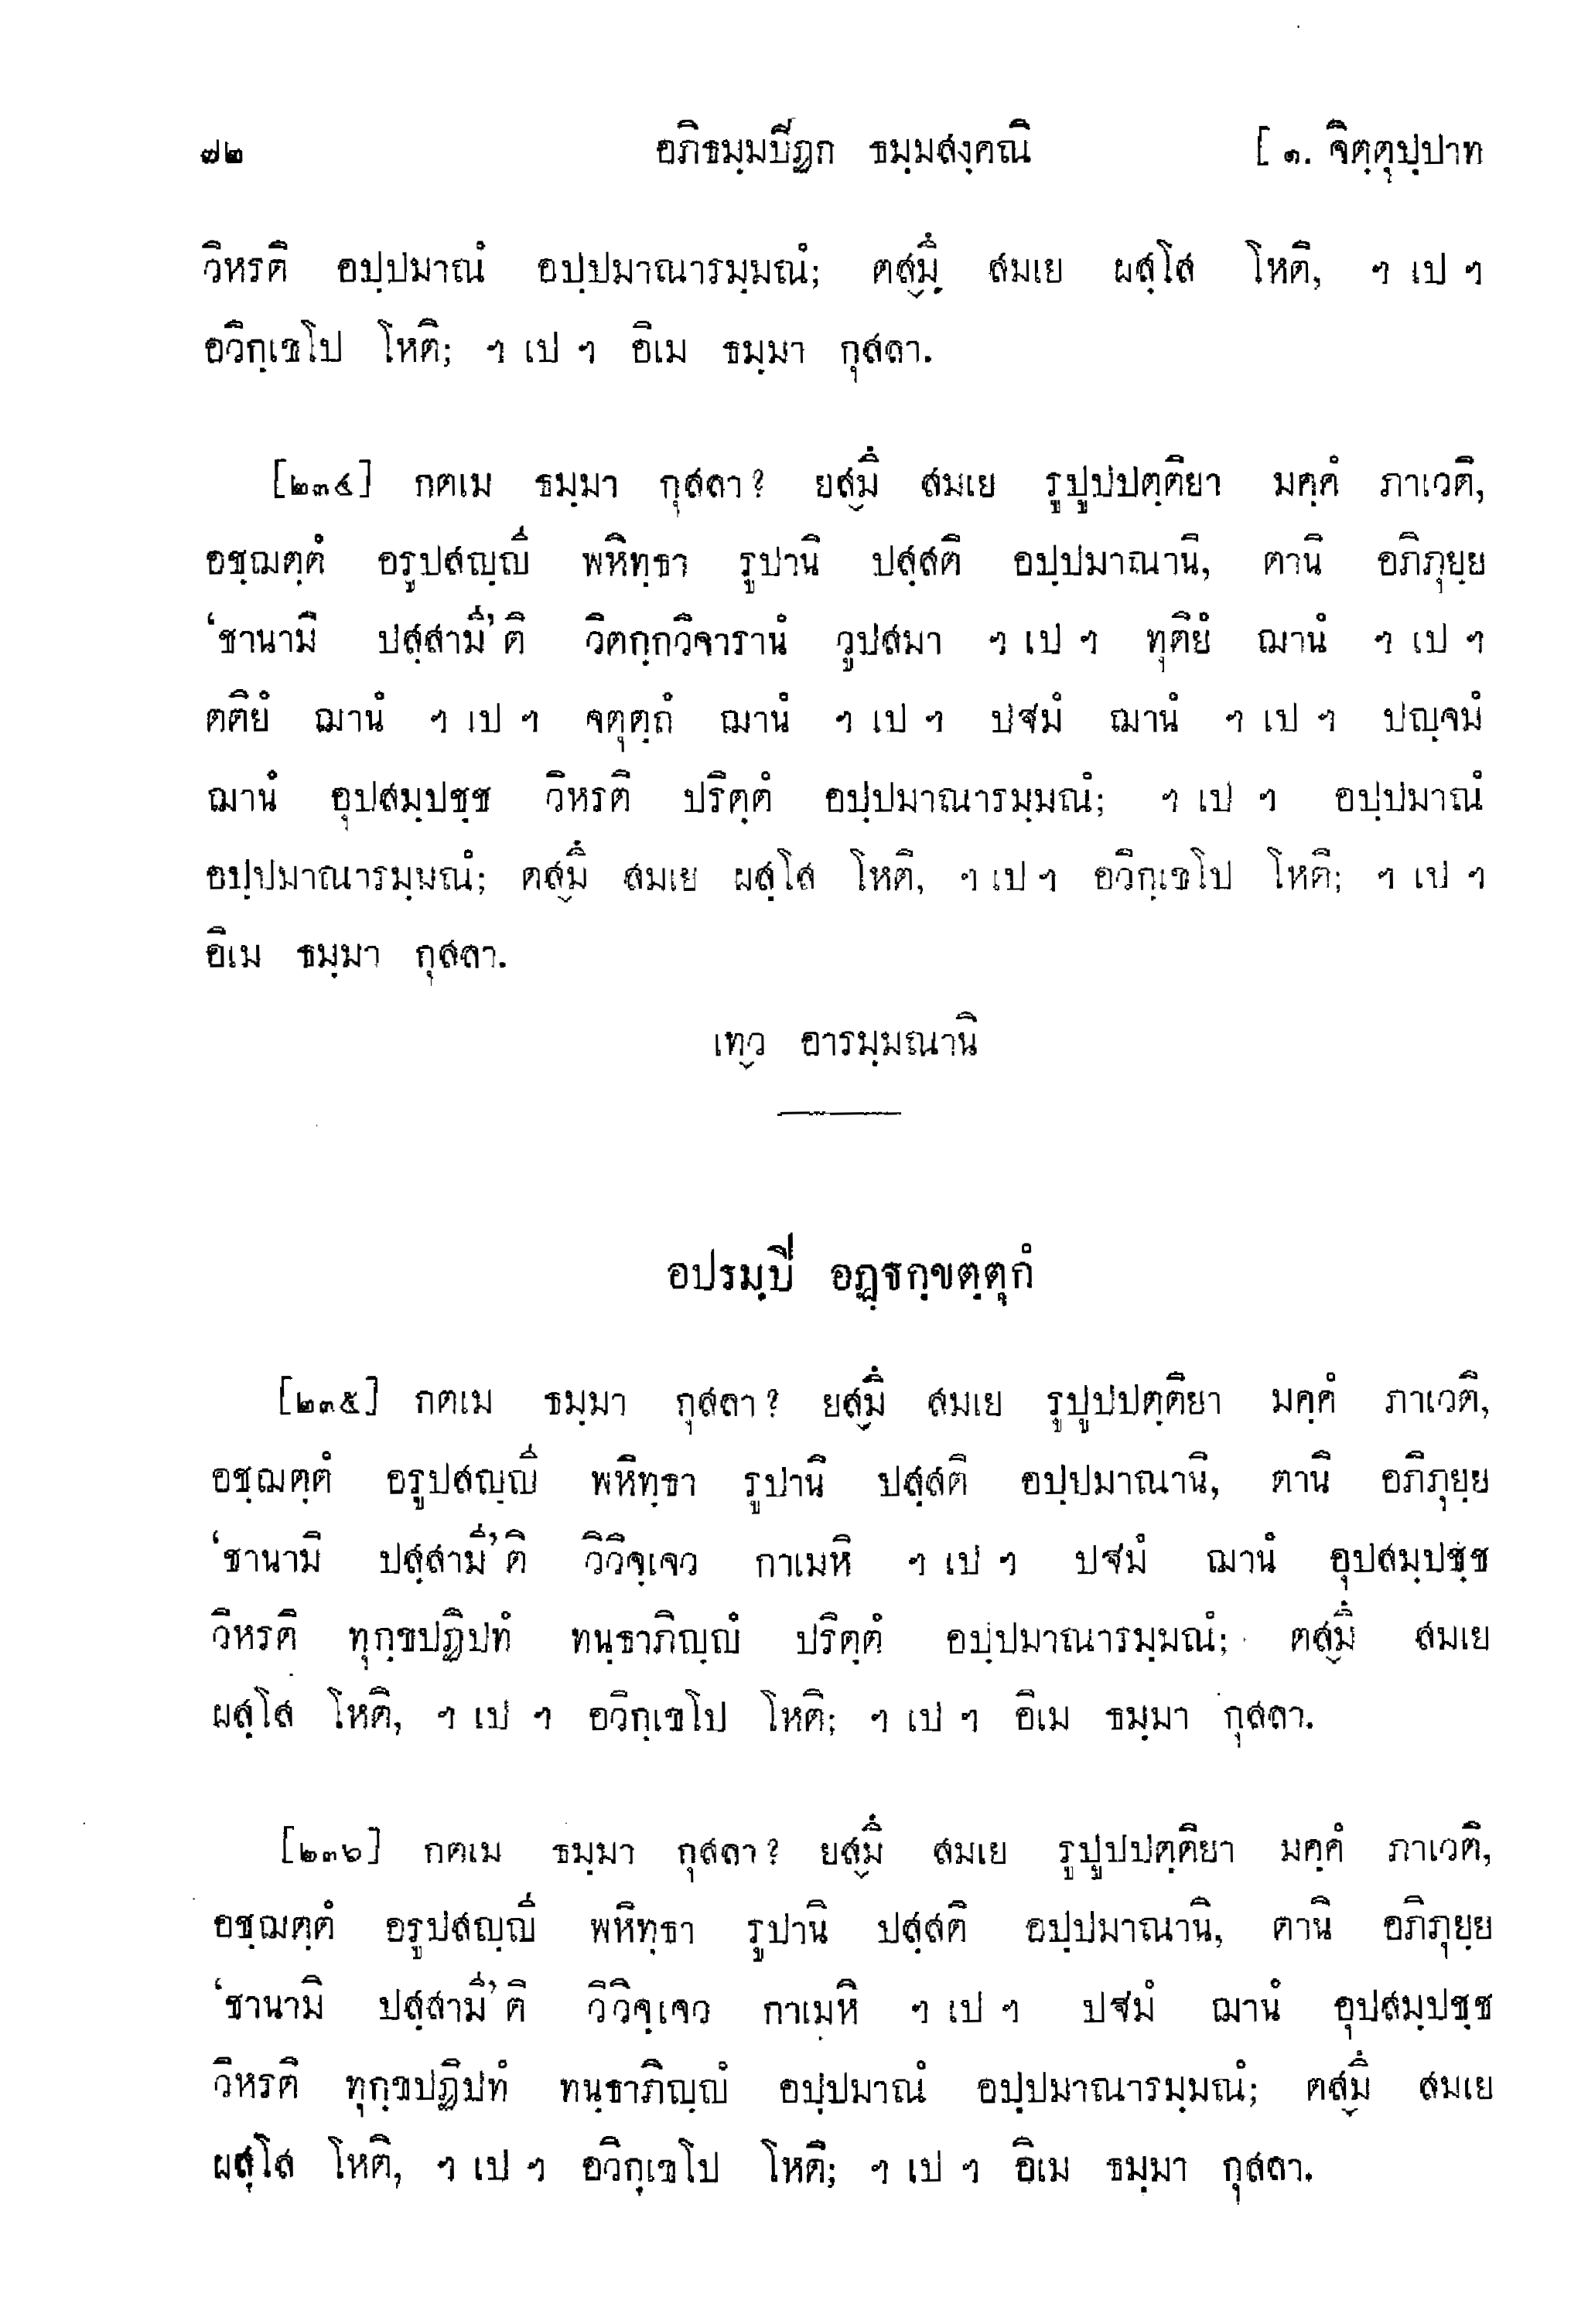 ๗๒ อภิธมฺมปิฏก ธมฺมสงฺคณิ [ ๑. จิตฺตุปฺปาท
วิหรติ อปฺปมาณํ อปฺปมาณารมฺมณํ; ตสฺมึ สมเย ผสฺโส โหติ, ฯ เป ฯ
อวิกฺเขโป โหติ; ฯ เป ฯ อิเม ธมฺมา กุสลา.
[๒๓๔] กตเม ธมฺมา กุสลา? ยสฺมึ สมเย รูปูปปตฺติยา มคฺคํ ภาเวติ,
อชฺฌตฺตํ อรูปสญฺญี พหิทฺธา รูปานิ ปสฺสติ อปฺปมาณานิ, ตานิ อภิภุยฺย
‘ชานามิ ปสฺสามี’ติ วิตกฺกวิจารานํ วูปสมา ฯ เป ฯ ทุติยํ ฌานํ ฯ เป ฯ
ตติยํ ฌานํ ฯ เป ฯ จตุตฺถํ ฌานํ ฯ เป ฯ ปฐมํ ฌานํ ฯ เป ฯ ปญฺจมํ
ฌานํ อุปสมฺปชฺช วิหรติ ปริตฺตํ อปฺปมาณารมฺมณํ; ฯ เป ฯ อปฺปมาณํ
อปฺปมาณารมฺมณํ; ตสฺมึ สมเย ผสฺโส โหติ, ฯ เป ฯ อวิกฺเขโป โหติ; ฯ เป ฯ
อิเม ธมฺมา กุสลา.
เทฺว อารมฺมณานิ
อปรมฺปิ อฏฺฐกฺขตฺตุกํ
[๒๓๕] กตเม ธมฺมา กุสลา? ยสฺมึ สมเย รูปูปปตฺติยา มคฺคํ ภาเวติ,
อชฺฌตฺตํ อรูปสญฺญี พหิทฺธา รูปานิ ปสฺสติ อปฺปมาณานิ, ตานิ อภิภุยฺย
‘ชานามิ ปสฺสามี’ติ วิวิจฺเจว กาเมหิ ฯ เป ฯ ปฐมํ ฌานํ อุปสมฺปชฺช
วิหรติ ทุกฺขปฏิปทํ ทนฺธาภิญฺญํ ปริตฺตํ อปฺปมาณารมฺมณํ; ตสฺมึ สมเย
ผสฺโส โหติ, ฯ เป ฯ อวิกฺเขโป โหติ; ฯ เป ฯ อิเม ธมฺมา กุสลา.
[๒๓๖] กตเม ธมฺมา กุสลา? ยสฺมึ สมเย รูปูปปตฺติยา มคฺคํ ภาเวติ,
อชฺฌตฺตํ อรูปสญฺญี พหิทฺธา รูปานิ ปสฺสติ อปฺปมาณานิ, ตานิ อภิภุยฺย
‘ชานามิ ปสฺสามี’ติ วิวิจฺเจว กาเมหิ ฯ เป ฯ ปฐมํ ฌานํ อุปสมฺปชฺช
วิหรติ ทุกฺขปฏิปทํ ทนฺธาภิญฺญํ อปฺปมาณํ อปฺปมาณารมฺมณํ; ตสฺมึ สมเย
ผสฺโส โหติ, ฯ เป ฯ อวิกฺเขโป โหติ; ฯ เป ฯ อิเม ธมฺมา กุสลา.